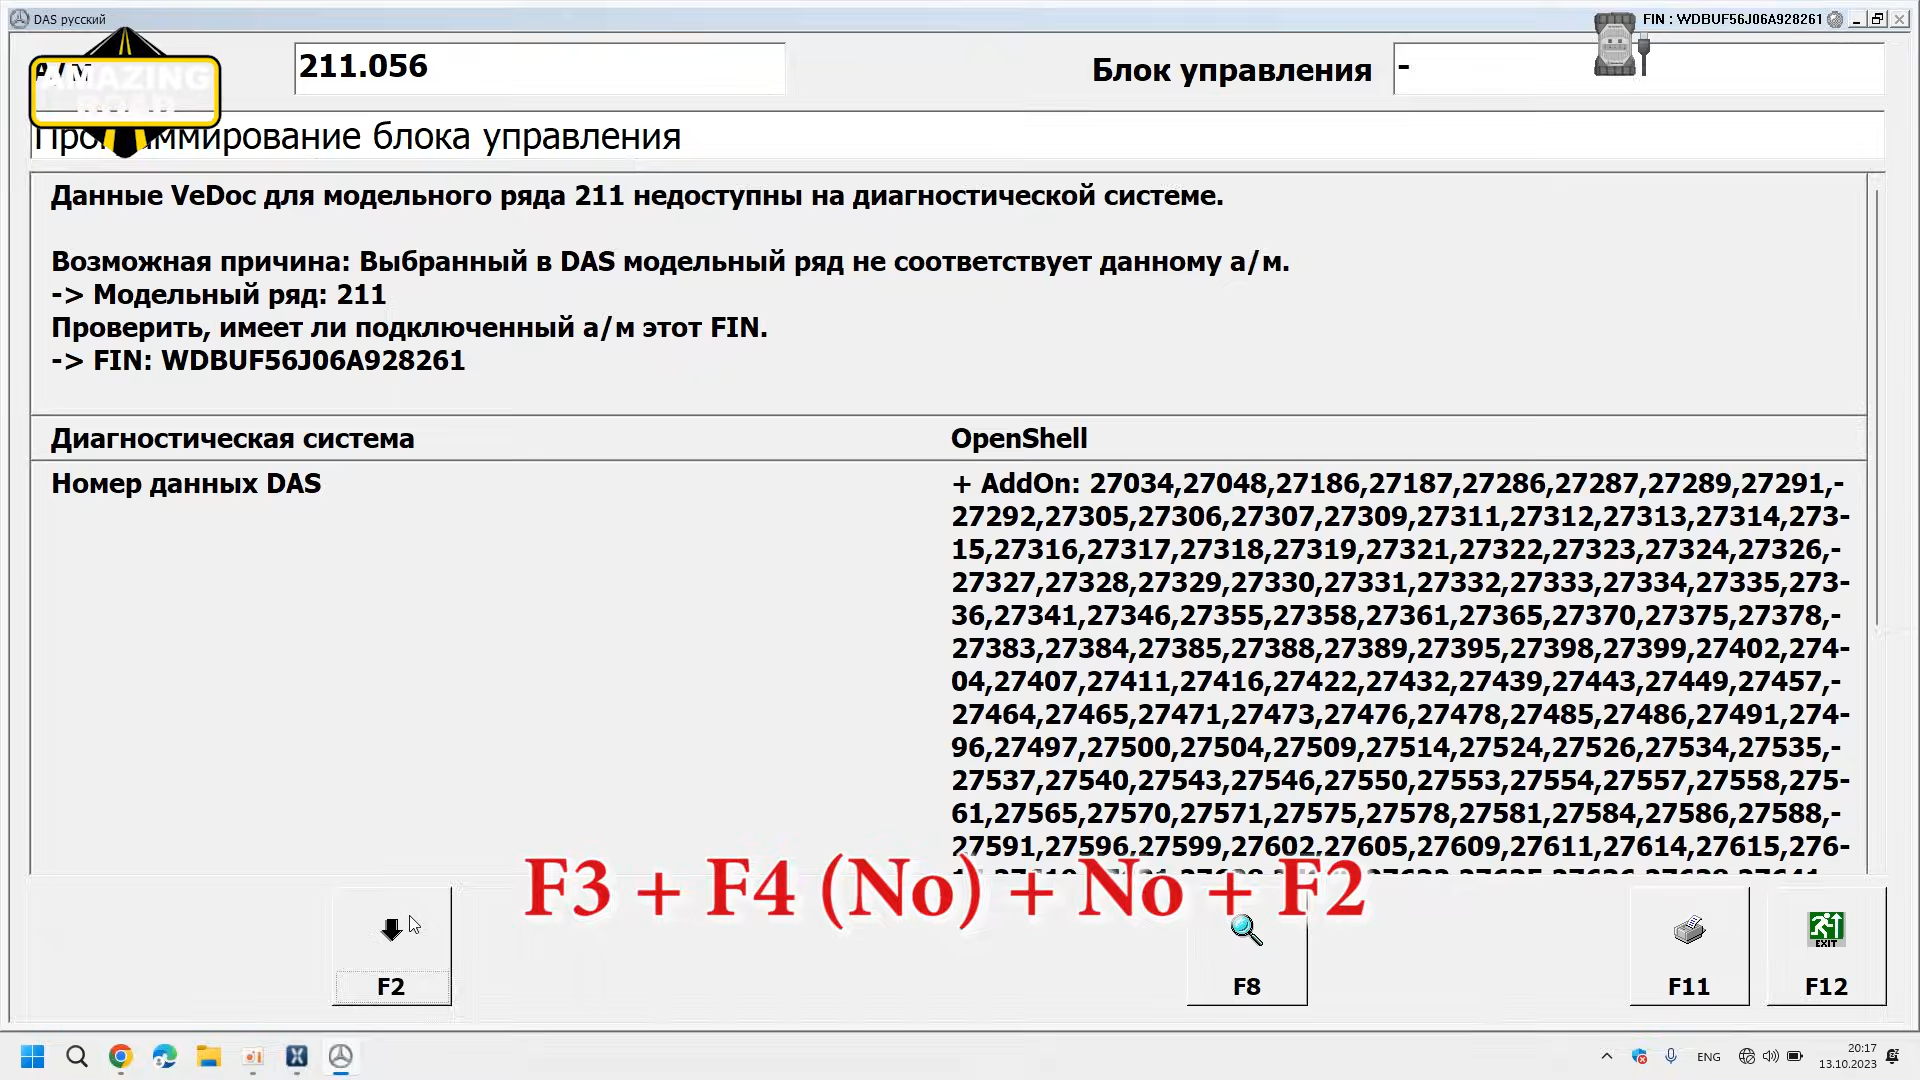 DAS русский
FIN : WDBUF56J06A928261
AMAZING
ROAD
211.056
Блок управления
-
Программирование блока управления
Данные VeDoc для модельного ряда 211 недоступны на диагностической системе.
Возможная причина: Выбранный в DAS модельный ряд не соответствует данному а/м.
-> Модельный ряд: 211
Проверить, имеет ли подключенный а/м этот FIN.
-> FIN: WDBUF56J06A928261
Диагностическая система
OpenShell
Номер данных DAS
+ AddOn: 27034,27048,27186,27187,27286,27287,27289,27291,-
27292,27305,27306,27307,27309,27311,27312,27313,27314,273-
15,27316,27317,27318,27319,27321,27322,27323,27324,27326,-
27327,27328,27329,27330,27331,27332,27333,27334,27335,273-
36,27341,27346,27355,27358,27361,27365,27370,27375,27378,-
27383,27384,27385,27388,27389,27395,27398,27399,27402,274-
04,27407,27411,27416,27422,27432,27439,27443,27449,27457,-
27464,27465,27471,27473,27476,27478,27485,27486,27491,274-
96,27497,27500,27504,27509,27514,27524,27526,27534,27535,-
27537,27540,27543,27546,27550,27553,27554,27557,27558,275-
61,27565,27570,27571,27575,27578,27581,27584,27586,27588,-
27591,27596,27599,27602,27605,27609,27611,27614,27615,276-
F3 + F4 (No) + No + F2
F2
F8
EXIT
F11
F12
ENG
20:17
13.10.2023